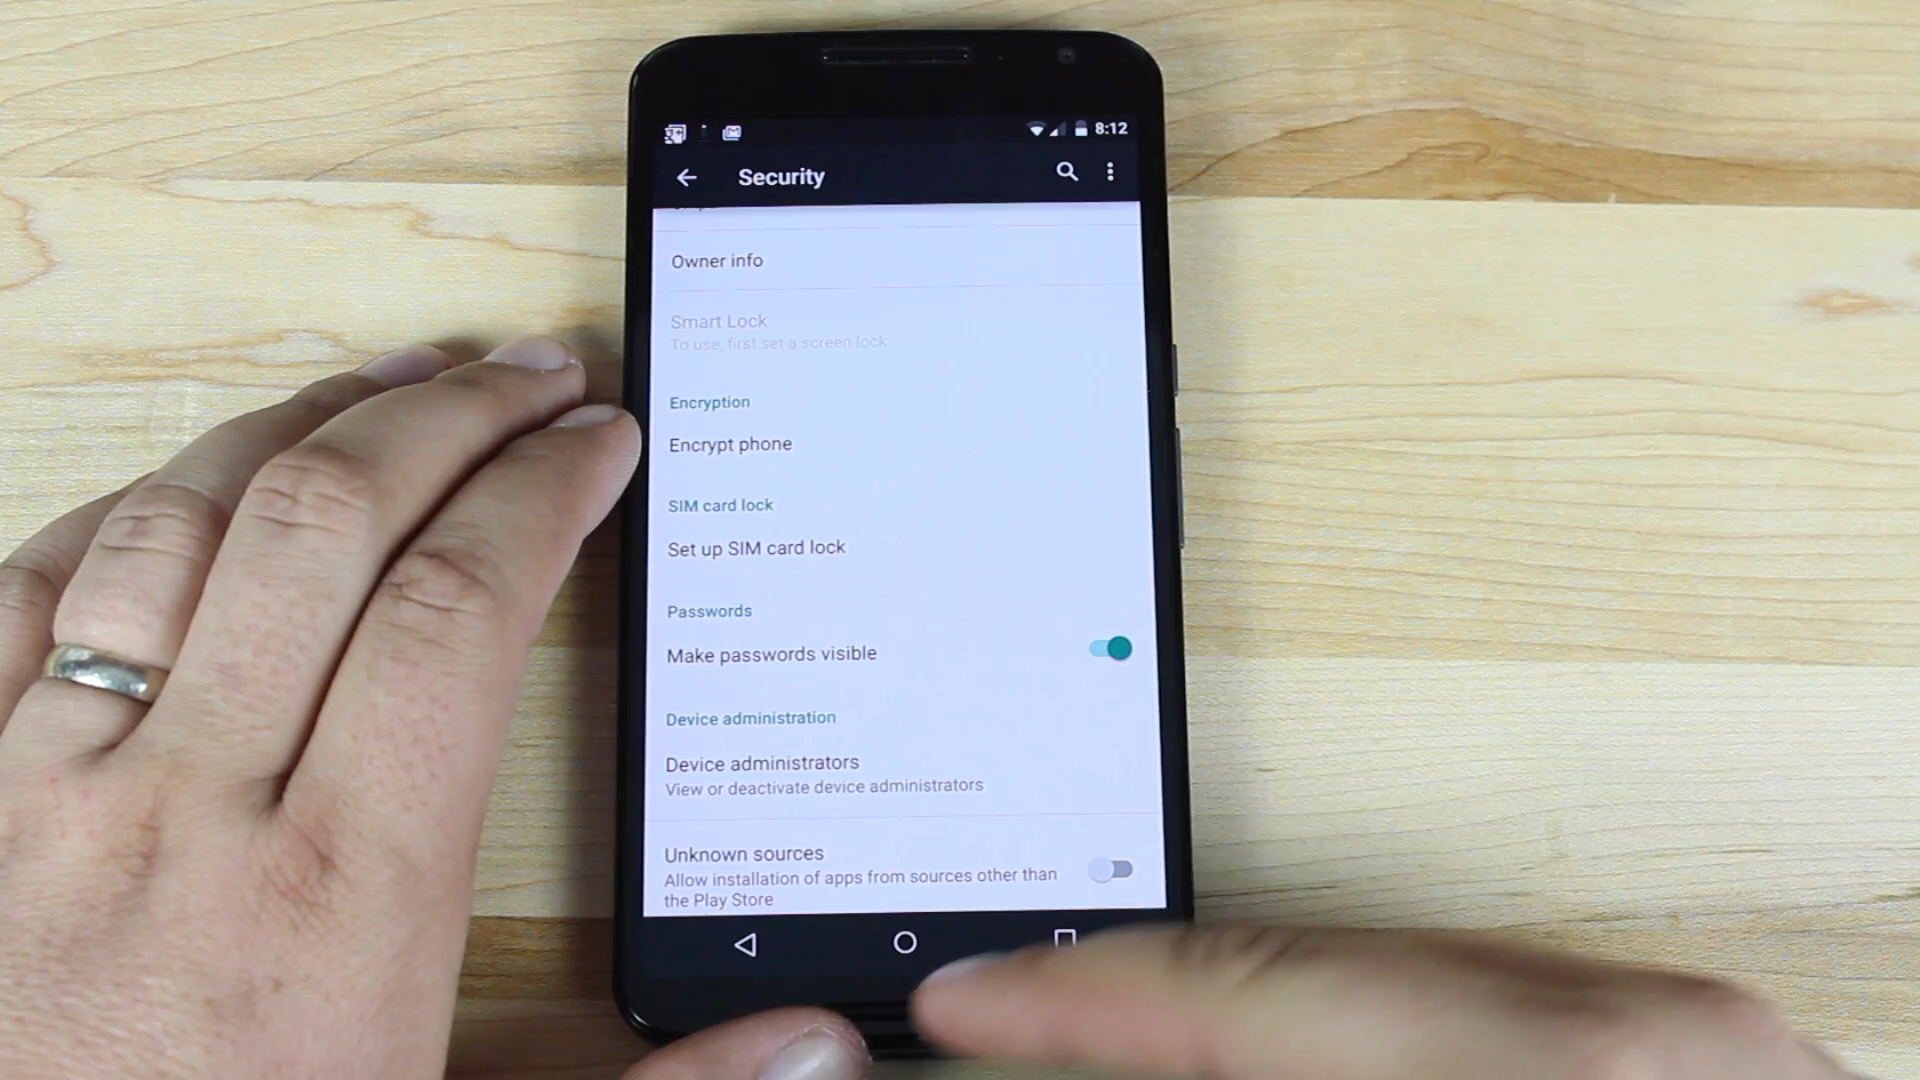 8:12
Security
Owner info
Smart Lock
To use, first set a screen lock
Encryption
Encrypt phone
SIM card lock
Set up SIM card lock
Passwords
Make passwords visible
Device administration
Device administrators
View or deactivate device administrators
Unknown sources
Allow installation of apps from sources other than
the Play Store